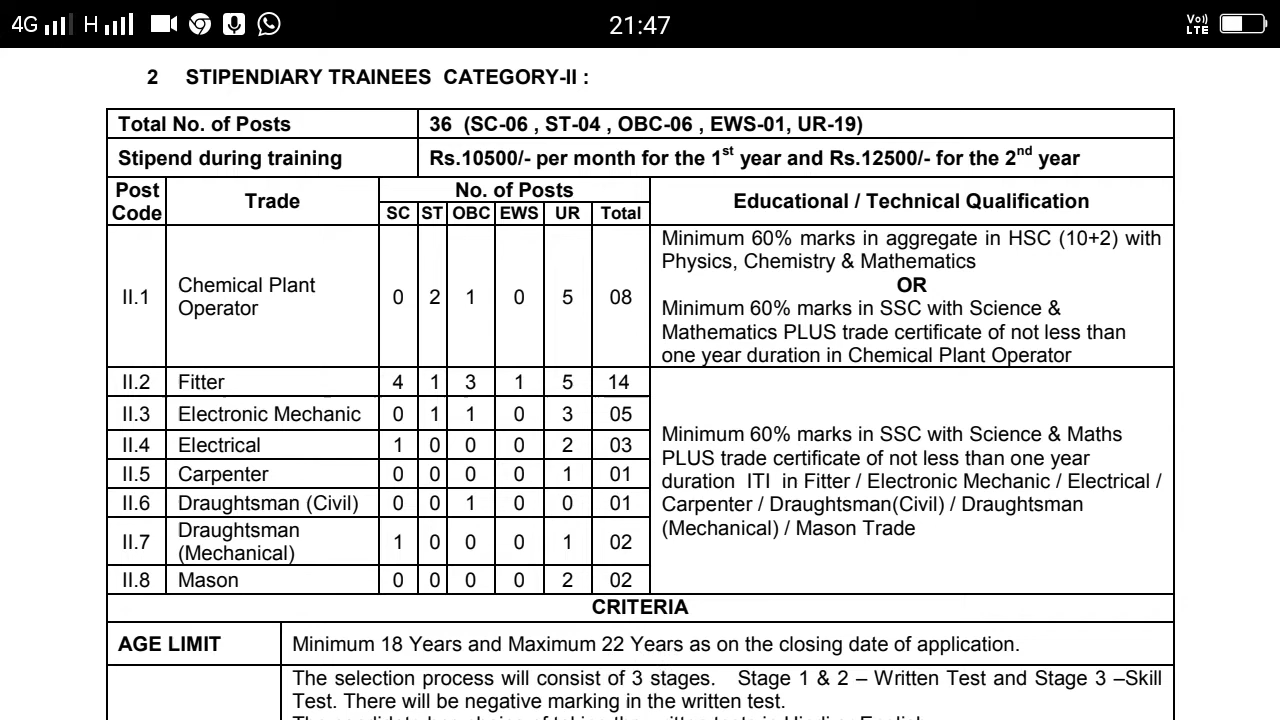 4G H 21:47 Vo)) LTE
2 STIPENDIARY TRAINEES CATEGORY-II :
Total No. of Posts 36 (SC-06 , ST-04 , OBC-06 , EWS-01, UR-19)
Stipend during training Rs.10500/- per month for the 1st year and Rs.12500/- for the 2nd year
Post Code Trade No. of Posts Educational / Technical Qualification
SC ST OBC EWS UR Total
II.1 Chemical Plant Operator 0 2 1 0 5 08
Minimum 60% marks in aggregate in HSC (10+2) with
Physics, Chemistry & Mathematics
OR
Minimum 60% marks in SSC with Science &
Mathematics PLUS trade certificate of not less than
one year duration in Chemical Plant Operator
II.2 Fitter 4 1 3 1 5 14
II.3 Electronic Mechanic 0 1 1 0 3 05
II.4 Electrical 1 0 0 0 2 03
II.5 Carpenter 0 0 0 0 1 01
II.6 Draughtsman (Civil) 0 0 1 0 0 01
II.7 Draughtsman (Mechanical) 1 0 0 0 1 02
II.8 Mason 0 0 0 0 2 02
Minimum 60% marks in SSC with Science & Maths
PLUS trade certificate of not less than one year
duration ITI in Fitter / Electronic Mechanic / Electrical /
Carpenter / Draughtsman(Civil) / Draughtsman
(Mechanical) / Mason Trade
CRITERIA
AGE LIMIT Minimum 18 Years and Maximum 22 Years as on the closing date of application.
The selection process will consist of 3 stages. Stage 1 & 2 – Written Test and Stage 3 –Skill
Test. There will be negative marking in the written test.